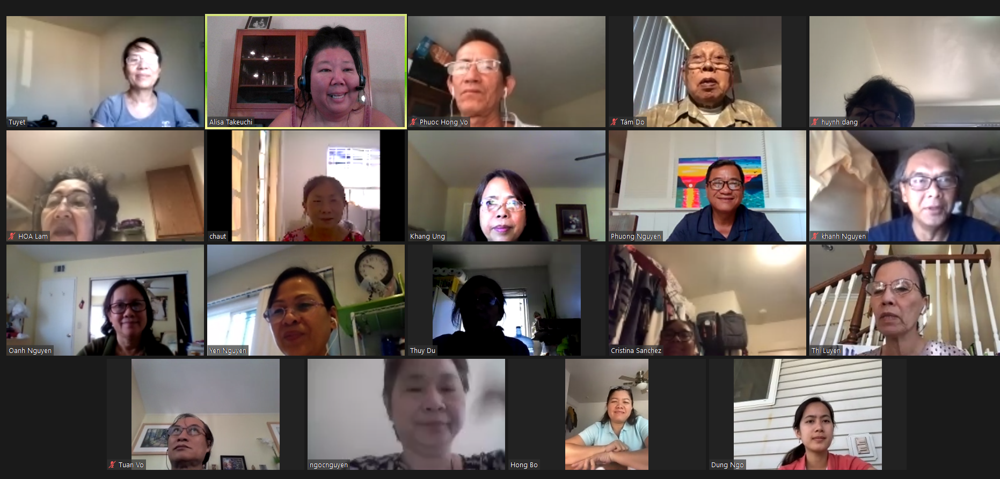 Tuyet
Alisa Takeuchi
Phuoc Hong Vo
Tám Do
huynh dang
HOA Lam
chaut
Khang Ung
Phuong Nguyen
khanh Nguyen
Oanh Nguyen
Yen Nguyen
Thuy Du
Cristina Sanchez
Thi Luyen
Tuan Vo
ngocnguyen
Hong Bo
Dung Ngo